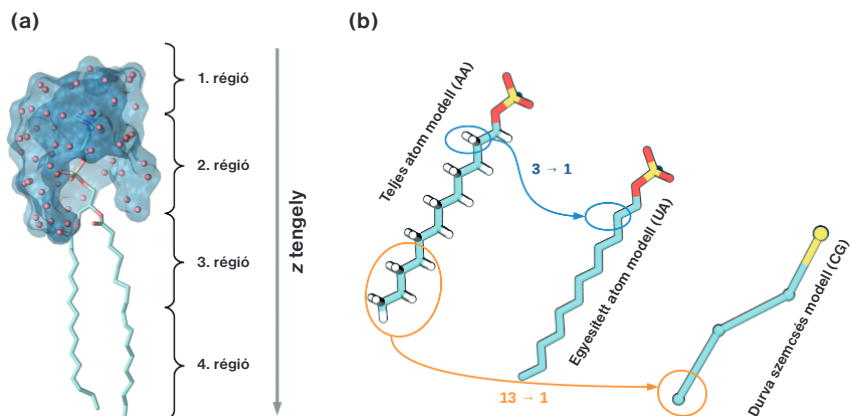 (a)
1. régió
2. régió
3. régió
4. régió
z tengely
(b)
Teljes atom modell (AA)
3 → 1
Egyesített atom modell (UA)
13 → 1
Durva szemcsés modell (CG)